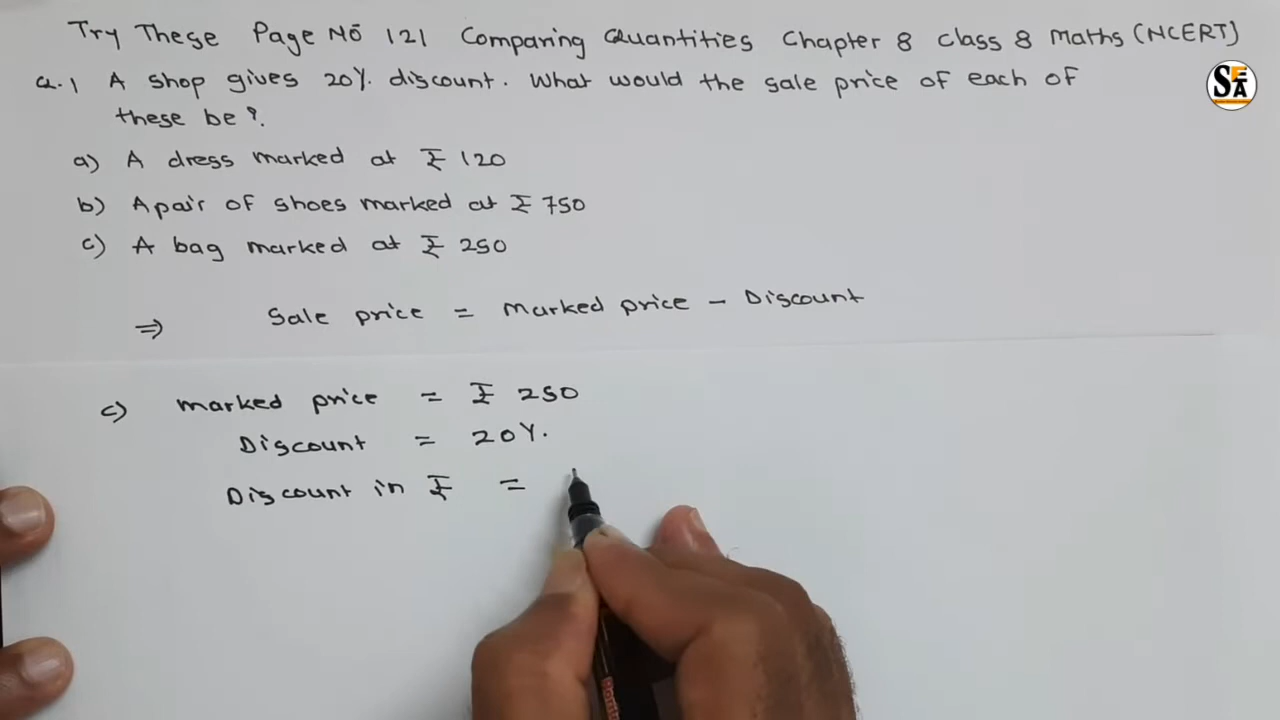 Try These Page No 121 Comparing Quantities Chapter 8 Class 8 Maths (NCERT)
Q.1 A shop gives 20% discount. What would the sale price of each of
these be?
a) A dress marked at ₹ 120
b) A pair of shoes marked at ₹ 750
c) A bag marked at ₹ 250
⇒ Sale price = Marked price - Discount
c) marked price = ₹ 250
Discount = 20%.
Discount in ₹ =